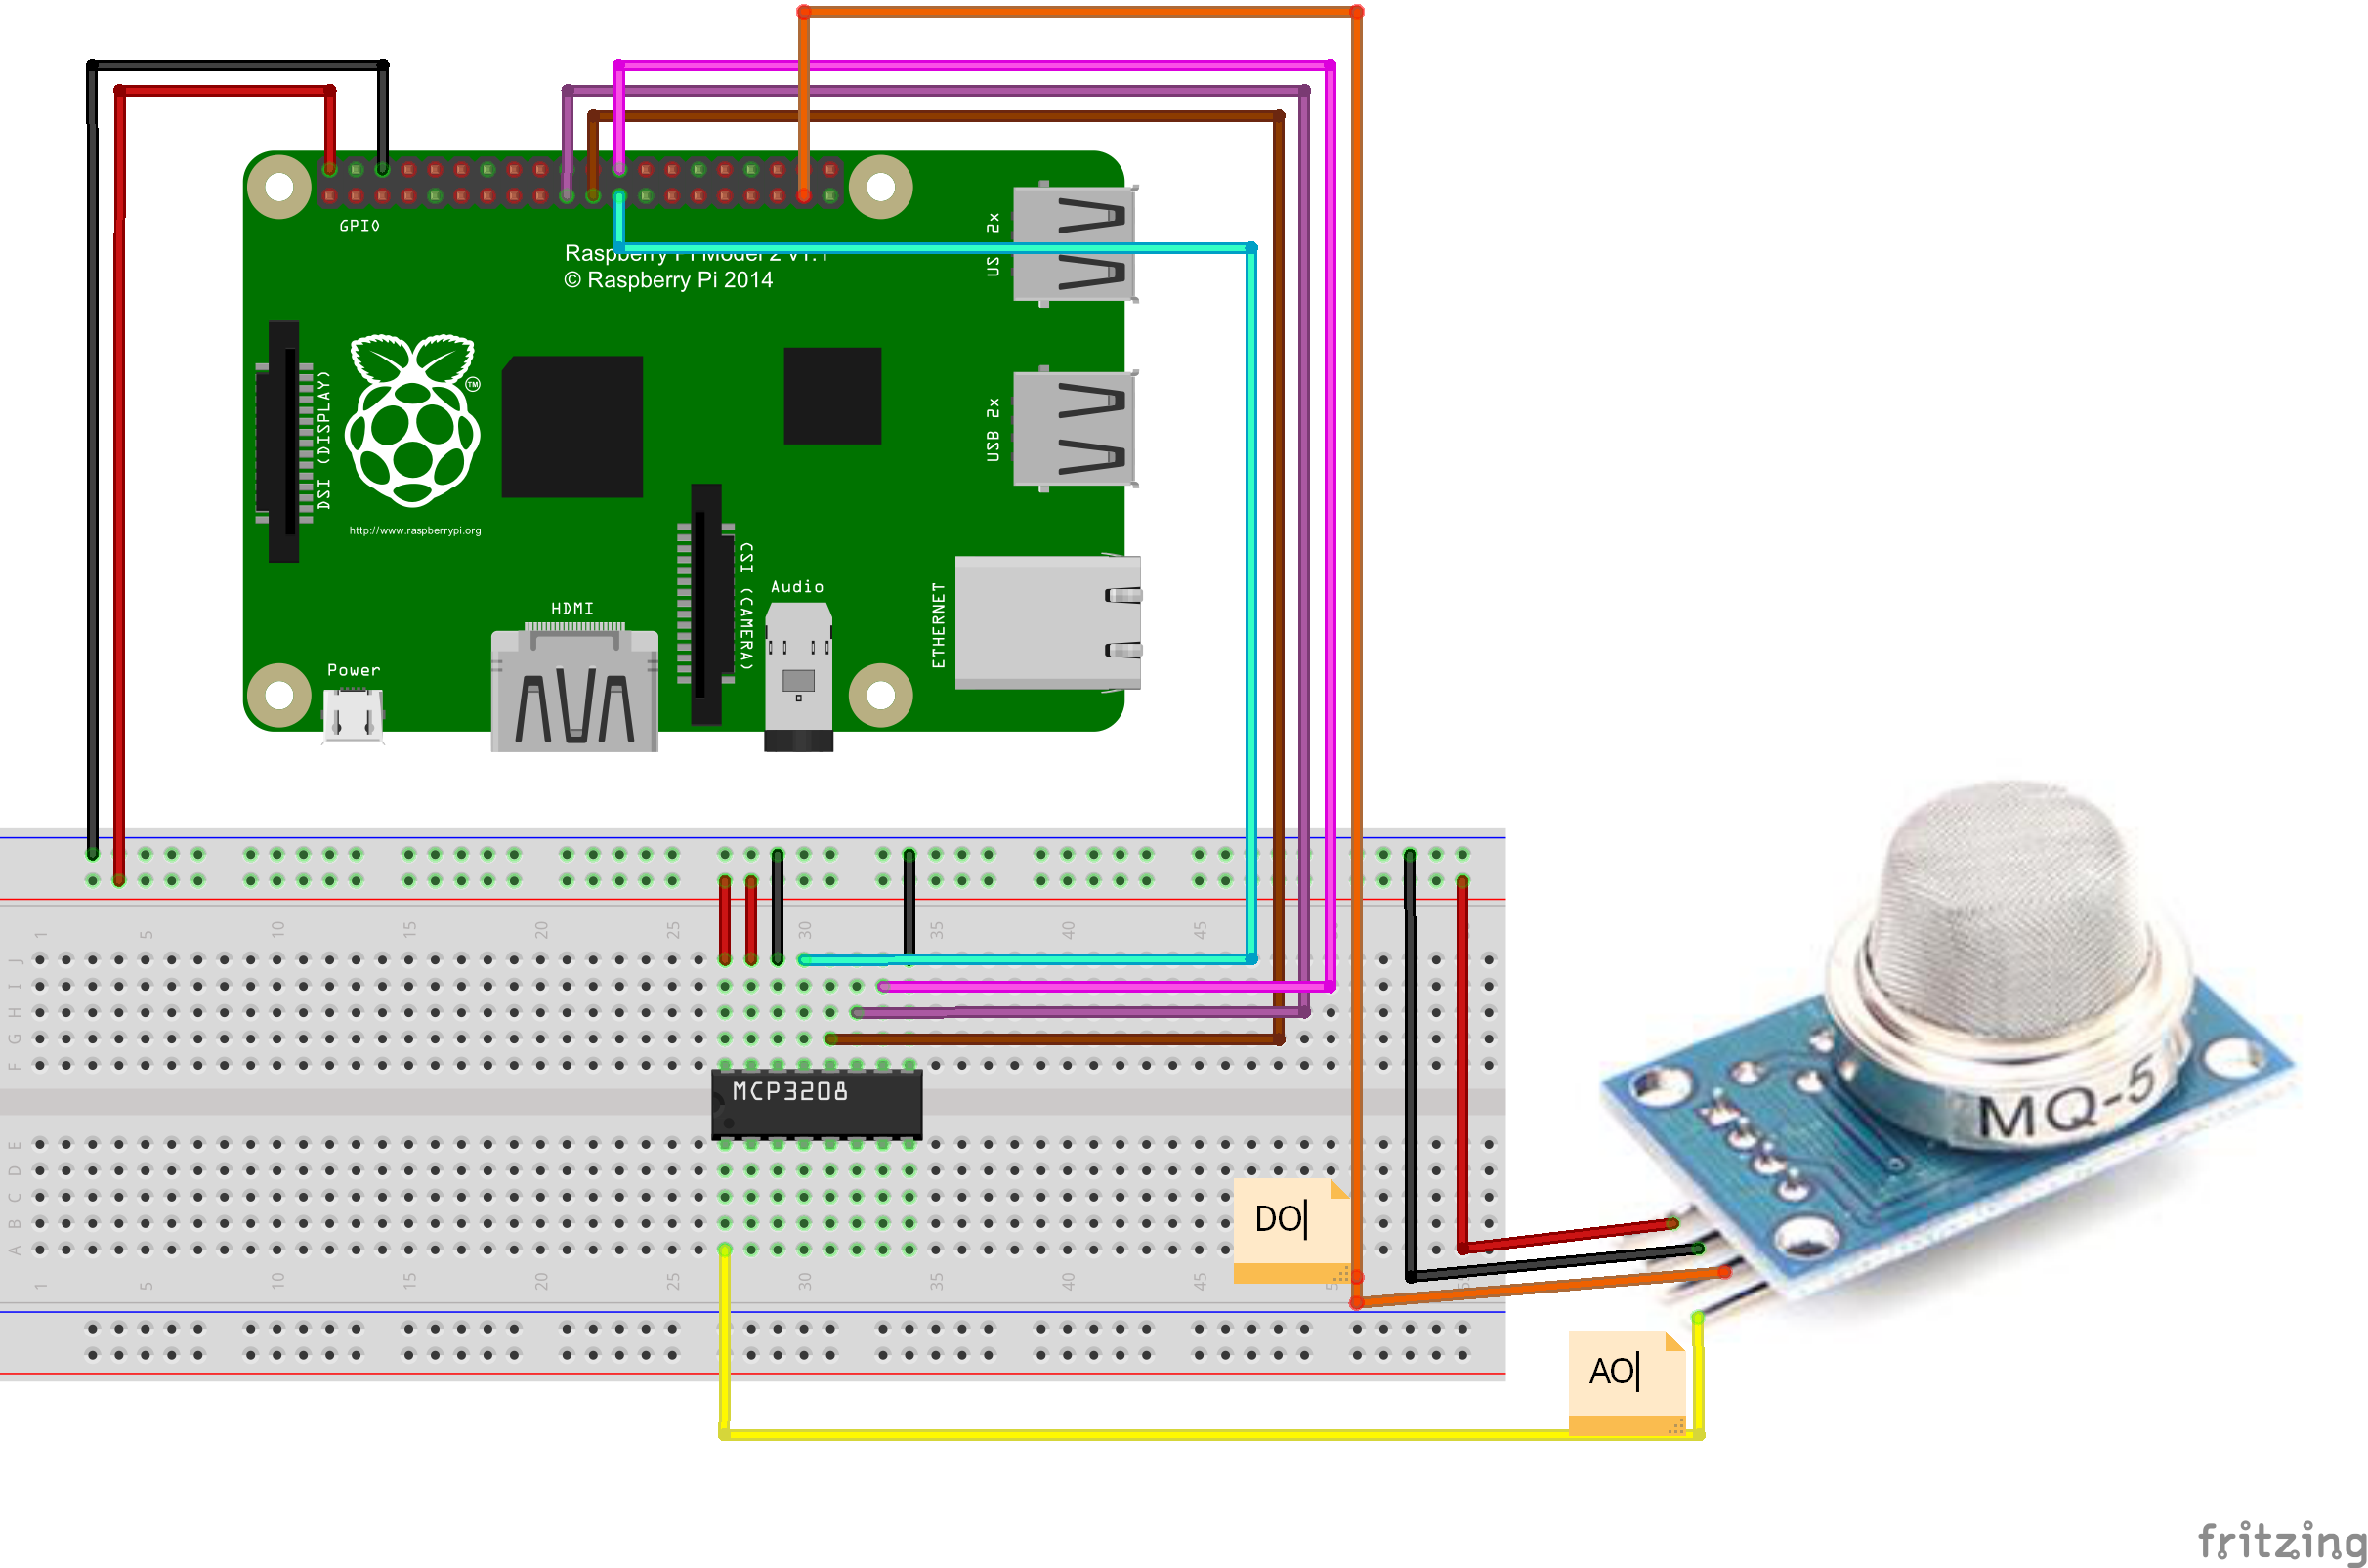 GPIO
Raspberry Pi Model 2 v1.1
© Raspberry Pi 2014
USB 2x
DSI (DISPLAY)
TM
USB 2x
http://www.raspberrypi.org
CSI (CAMERA)
Audio
ETHERNET
HDMI
Power
1 5 10 15 20 25 30 35 40 45
J
I
H
G
F
MCP3208
MQ-5
E
D
C
B
A
DO
1 5 10 15 20 25 30 35 40 45
AO
fritzing